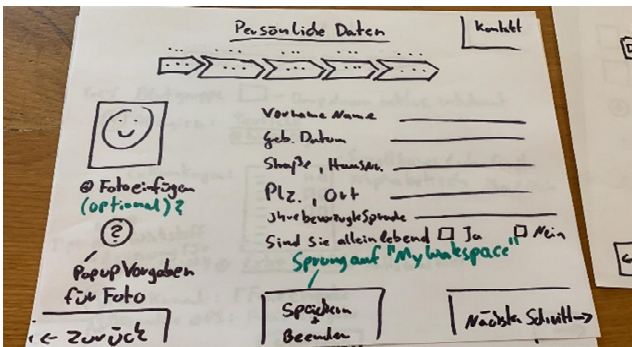 Persönliche Daten
Kontakt
Vorname Name
Geb. Datum
Straße, Hausnr.
Plz., Ort
Ihre bevorzugte Sprache
Sind sie alleinlebend Ja Nein
Foto einfügen
(optional)?
?
Popup Vorgaben
für Foto
Sprung auf "My Workspace"
← Zurück
Speichern
+
Beenden
Nächster Schritt →